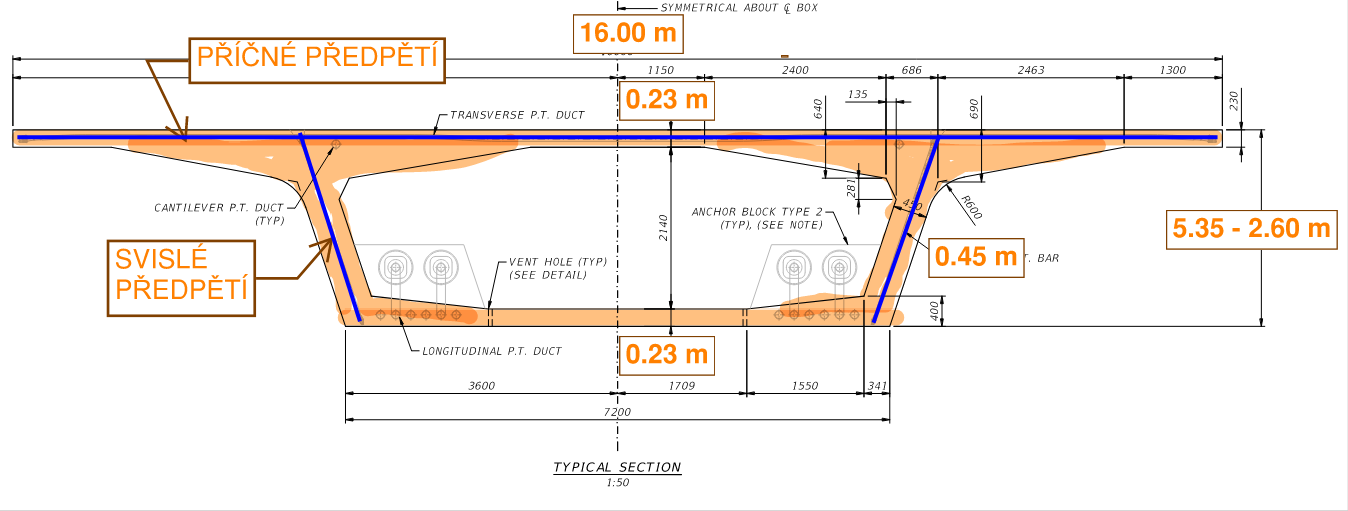 SYMMETRICAL ABOUT ℄ BOX
16.00 m
PŘÍČNÉ PŘEDPĚTÍ
1150
2400
686
2463
1300
0.23 m
135
640
690
230
TRANSVERSE P.T. DUCT
CANTILEVER P.T. DUCT
(TYP)
281
450
R600
ANCHOR BLOCK TYPE 2
(TYP), (SEE NOTE)
2140
5.35 - 2.60 m
SVISLÉ
PŘEDPĚTÍ
VENT HOLE (TYP)
(SEE DETAIL)
0.45 m
T. BAR
400
LONGITUDINAL P.T. DUCT
0.23 m
3600
1709
1550
341
7200
TYPICAL SECTION
1:50